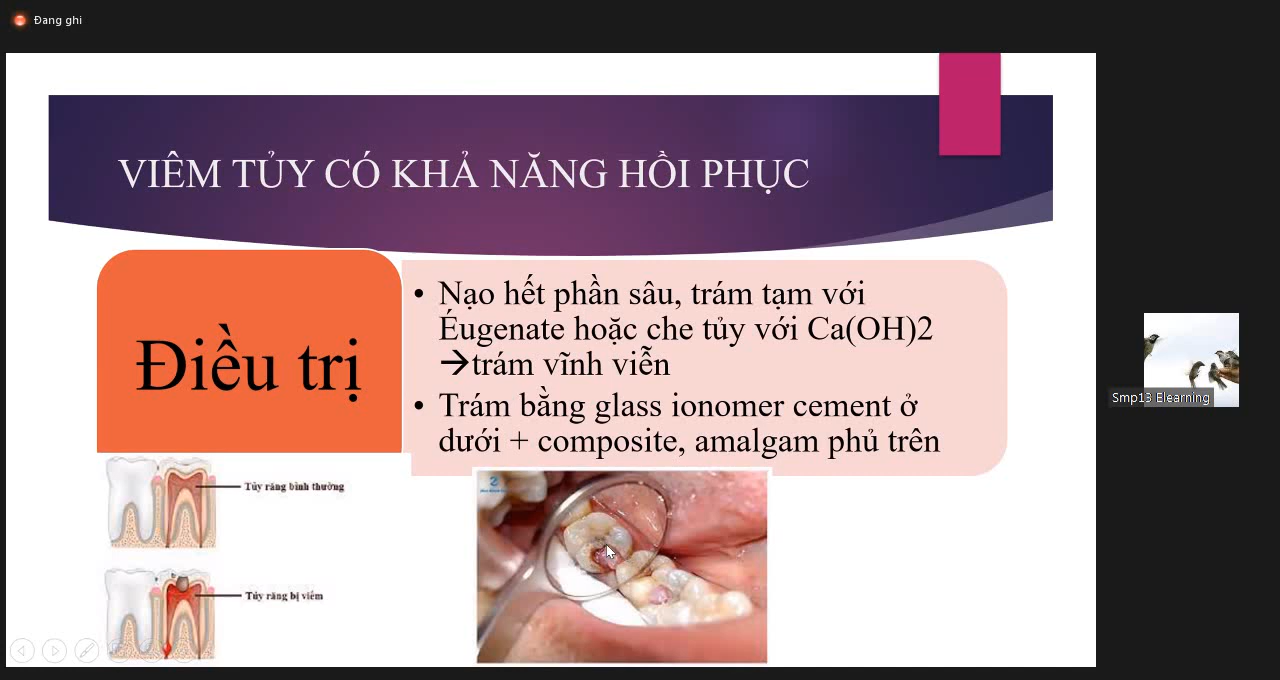 Đang ghi
VIÊM TỦY CÓ KHẢ NĂNG HỒI PHỤC
Điều trị
• Nạo hết phần sâu, trám tạm với
Éugenate hoặc che tủy với Ca(OH)2
→trám vĩnh viễn
• Trám bằng glass ionomer cement ở
dưới + composite, amalgam phủ trên
Tủy răng bình thường
Tủy răng bị viêm
Smp13 Elearning